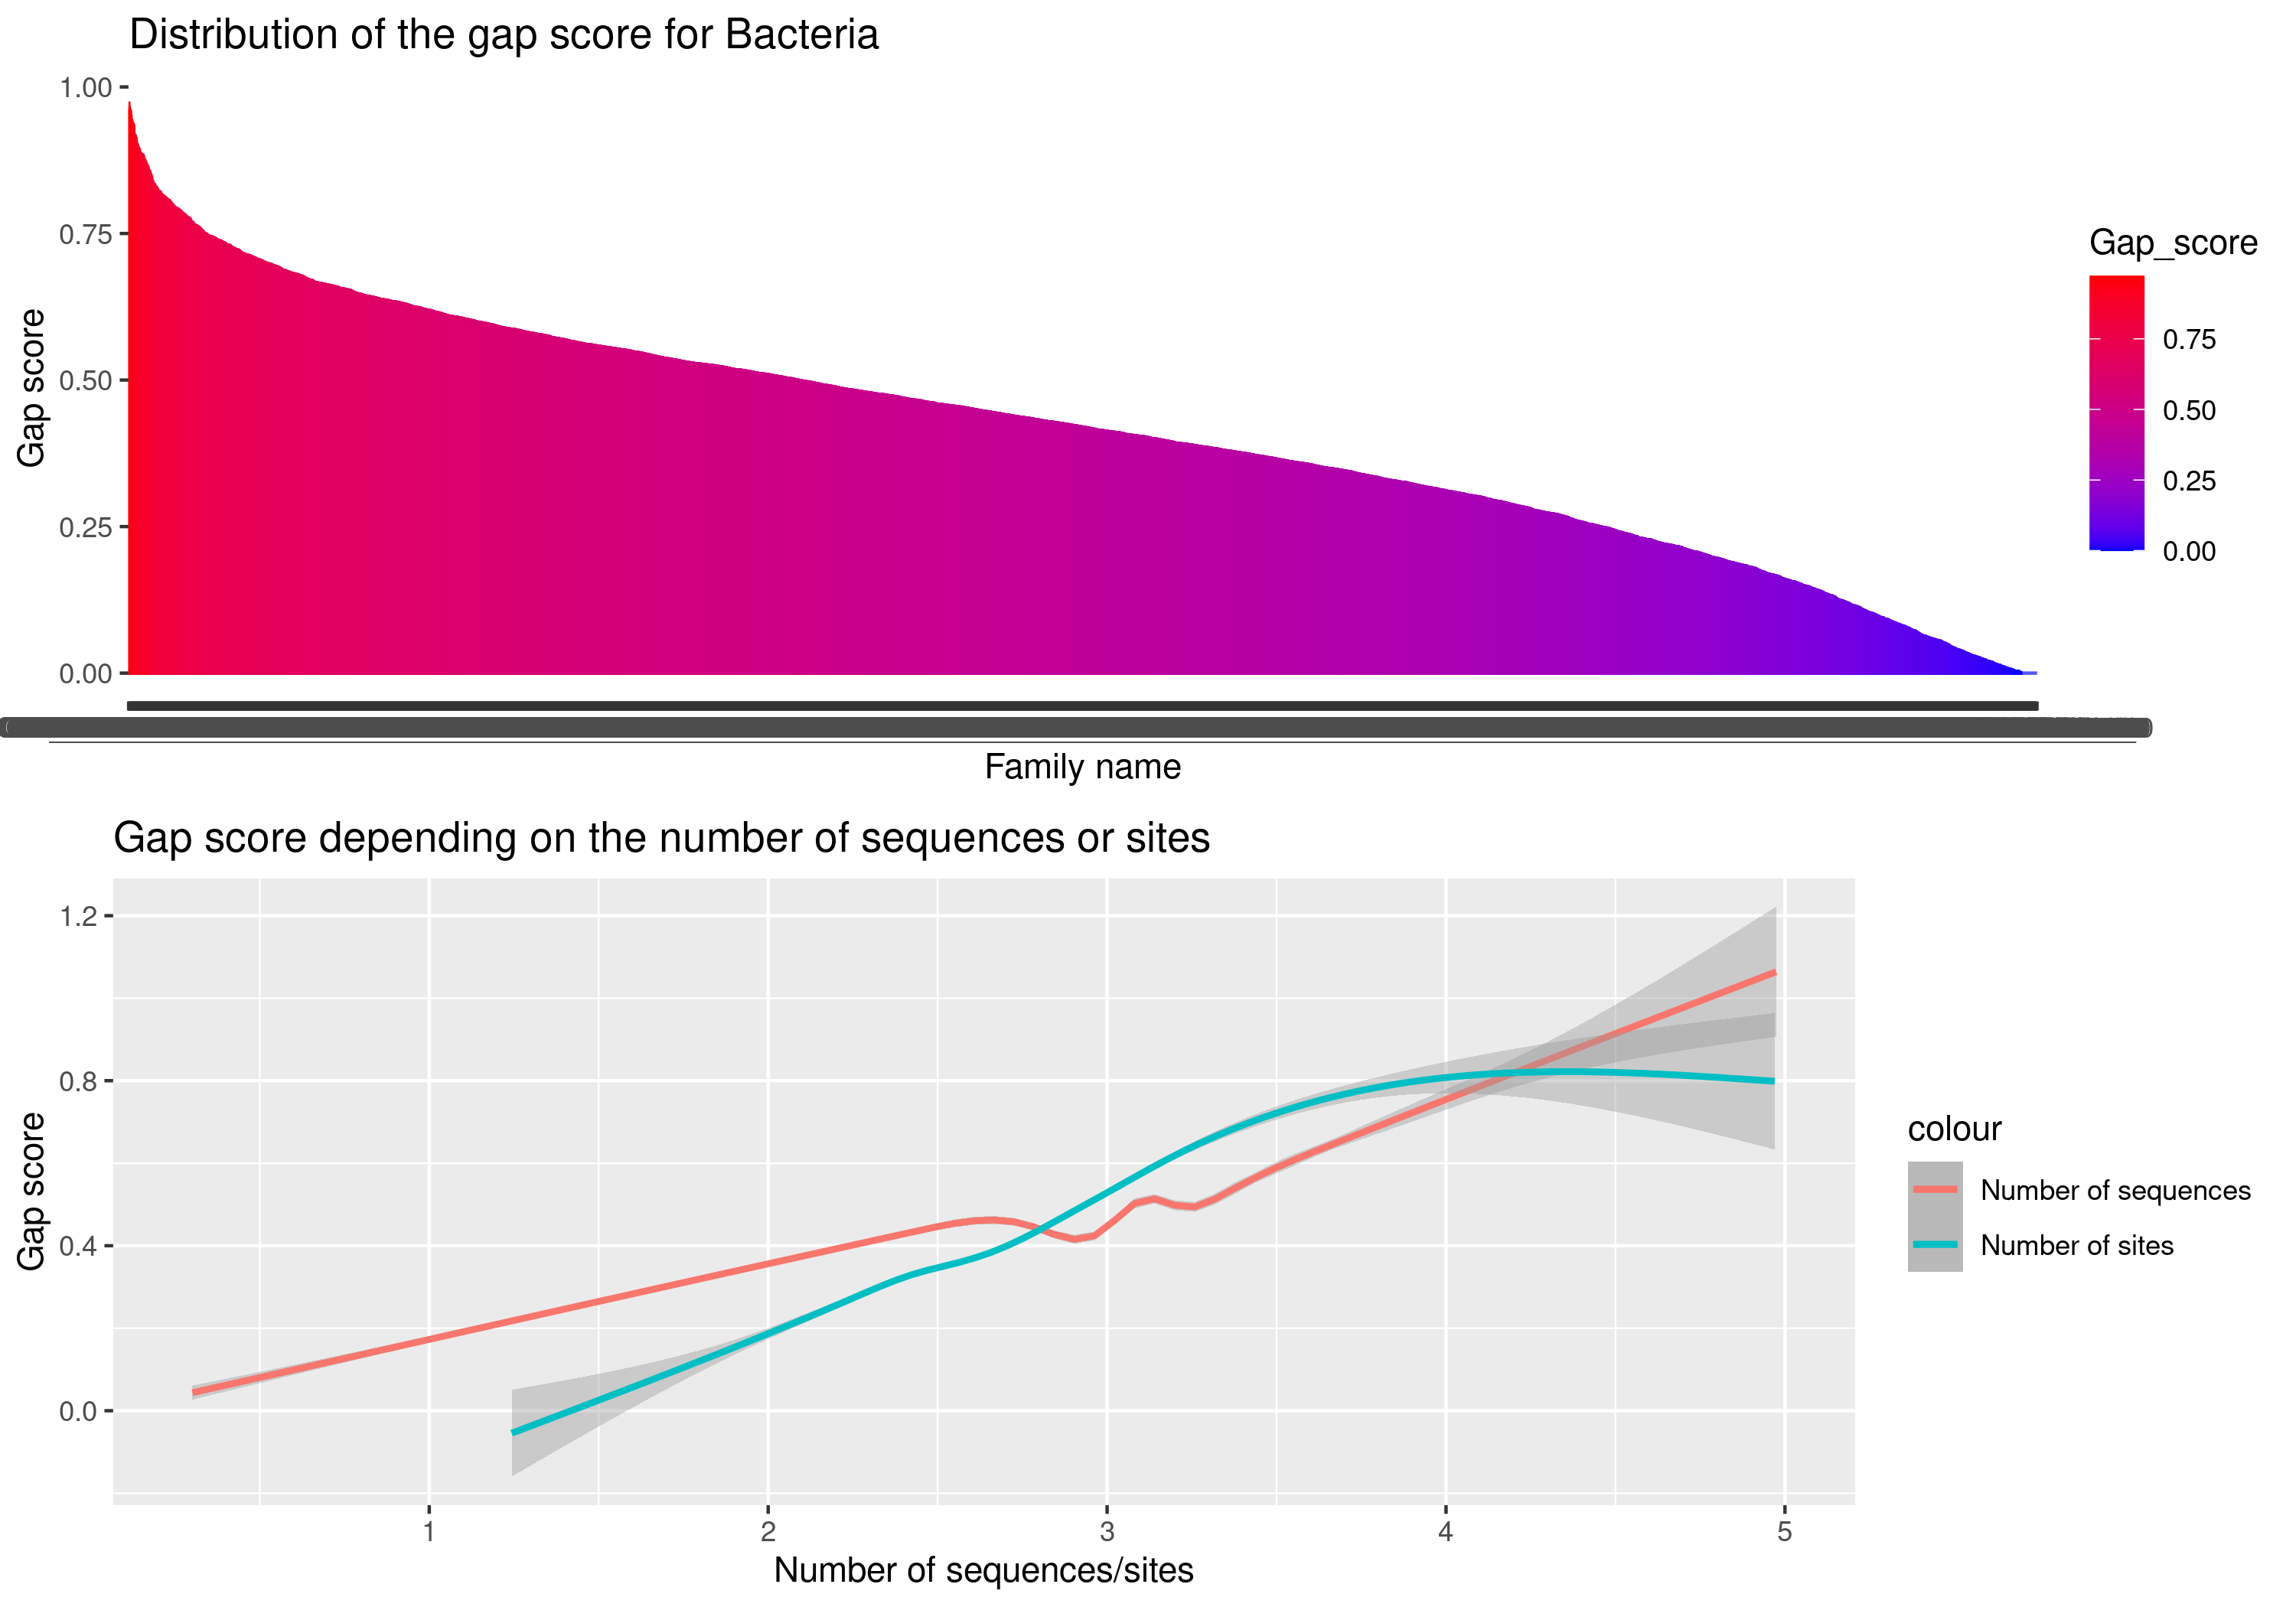 Distribution of the gap score for Bacteria
1.00
0.75
0.50
0.25
0.00
Gap score
Family name
Gap_score
0.75
0.50
0.25
0.00
Gap score depending on the number of sequences or sites
1.2
0.8
0.4
0.0
Gap score
1 2 3 4 5
Number of sequences/sites
colour
Number of sequences
Number of sites